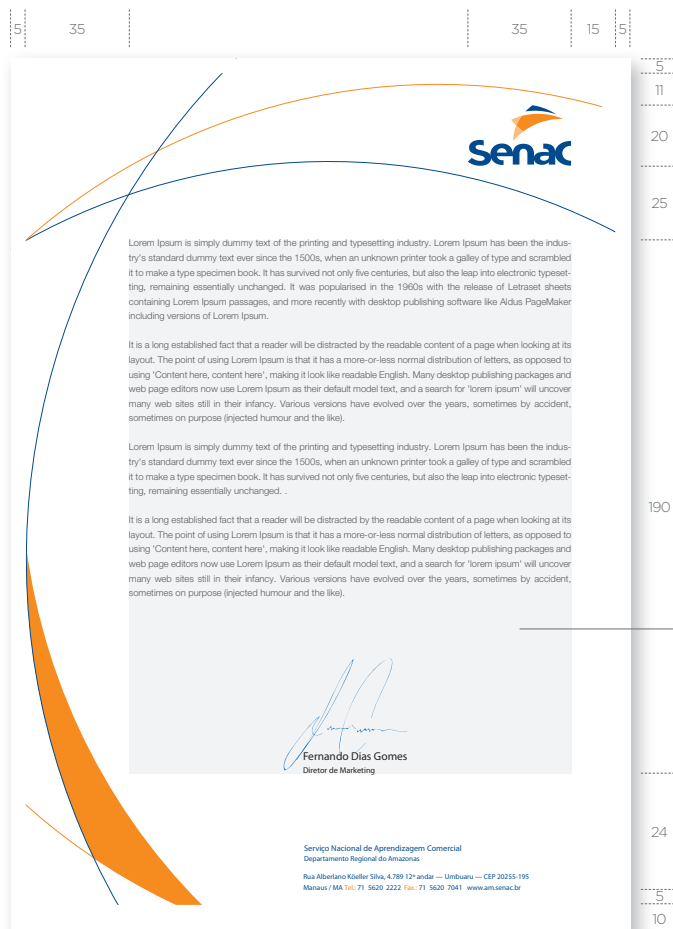 5 35 35 15 5
5
11
20
25
190
24
5
10
Senac
Lorem Ipsum is simply dummy text of the printing and typesetting industry. Lorem Ipsum has been the indus-
try's standard dummy text ever since the 1500s, when an unknown printer took a galley of type and scrambled
it to make a type specimen book. It has survived not only five centuries, but also the leap into electronic typeset-
ting, remaining essentially unchanged. It was popularised in the 1960s with the release of Letraset sheets
containing Lorem Ipsum passages, and more recently with desktop publishing software like Aldus PageMaker
including versions of Lorem Ipsum.
It is a long established fact that a reader will be distracted by the readable content of a page when looking at its
layout. The point of using Lorem Ipsum is that it has a more-or-less normal distribution of letters, as opposed to
using 'Content here, content here', making it look like readable English. Many desktop publishing packages and
web page editors now use Lorem Ipsum as their default model text, and a search for 'lorem ipsum' will uncover
many web sites still in their infancy. Various versions have evolved over the years, sometimes by accident,
sometimes on purpose (injected humour and the like).
Lorem Ipsum is simply dummy text of the printing and typesetting industry. Lorem Ipsum has been the indus-
try's standard dummy text ever since the 1500s, when an unknown printer took a galley of type and scrambled
it to make a type specimen book. It has survived not only five centuries, but also the leap into electronic typeset-
ting, remaining essentially unchanged. .
It is a long established fact that a reader will be distracted by the readable content of a page when looking at its
layout. The point of using Lorem Ipsum is that it has a more-or-less normal distribution of letters, as opposed to
using 'Content here, content here', making it look like readable English. Many desktop publishing packages and
web page editors now use Lorem Ipsum as their default model text, and a search for 'lorem ipsum' will uncover
many web sites still in their infancy. Various versions have evolved over the years, sometimes by accident,
sometimes on purpose (injected humour and the like).
Fernando Dias Gomes
Diretor de Marketing
Serviço Nacional de Aprendizagem Comercial
Departamento Regional do Amazonas
Rua Alberlano Köeller Silva, 4.789 12º andar — Umbuaru — CEP 20255-195
Manaus / MA Tel.: 71 5620 2222 Fax.: 71 5620 7041 www.am.senac.br